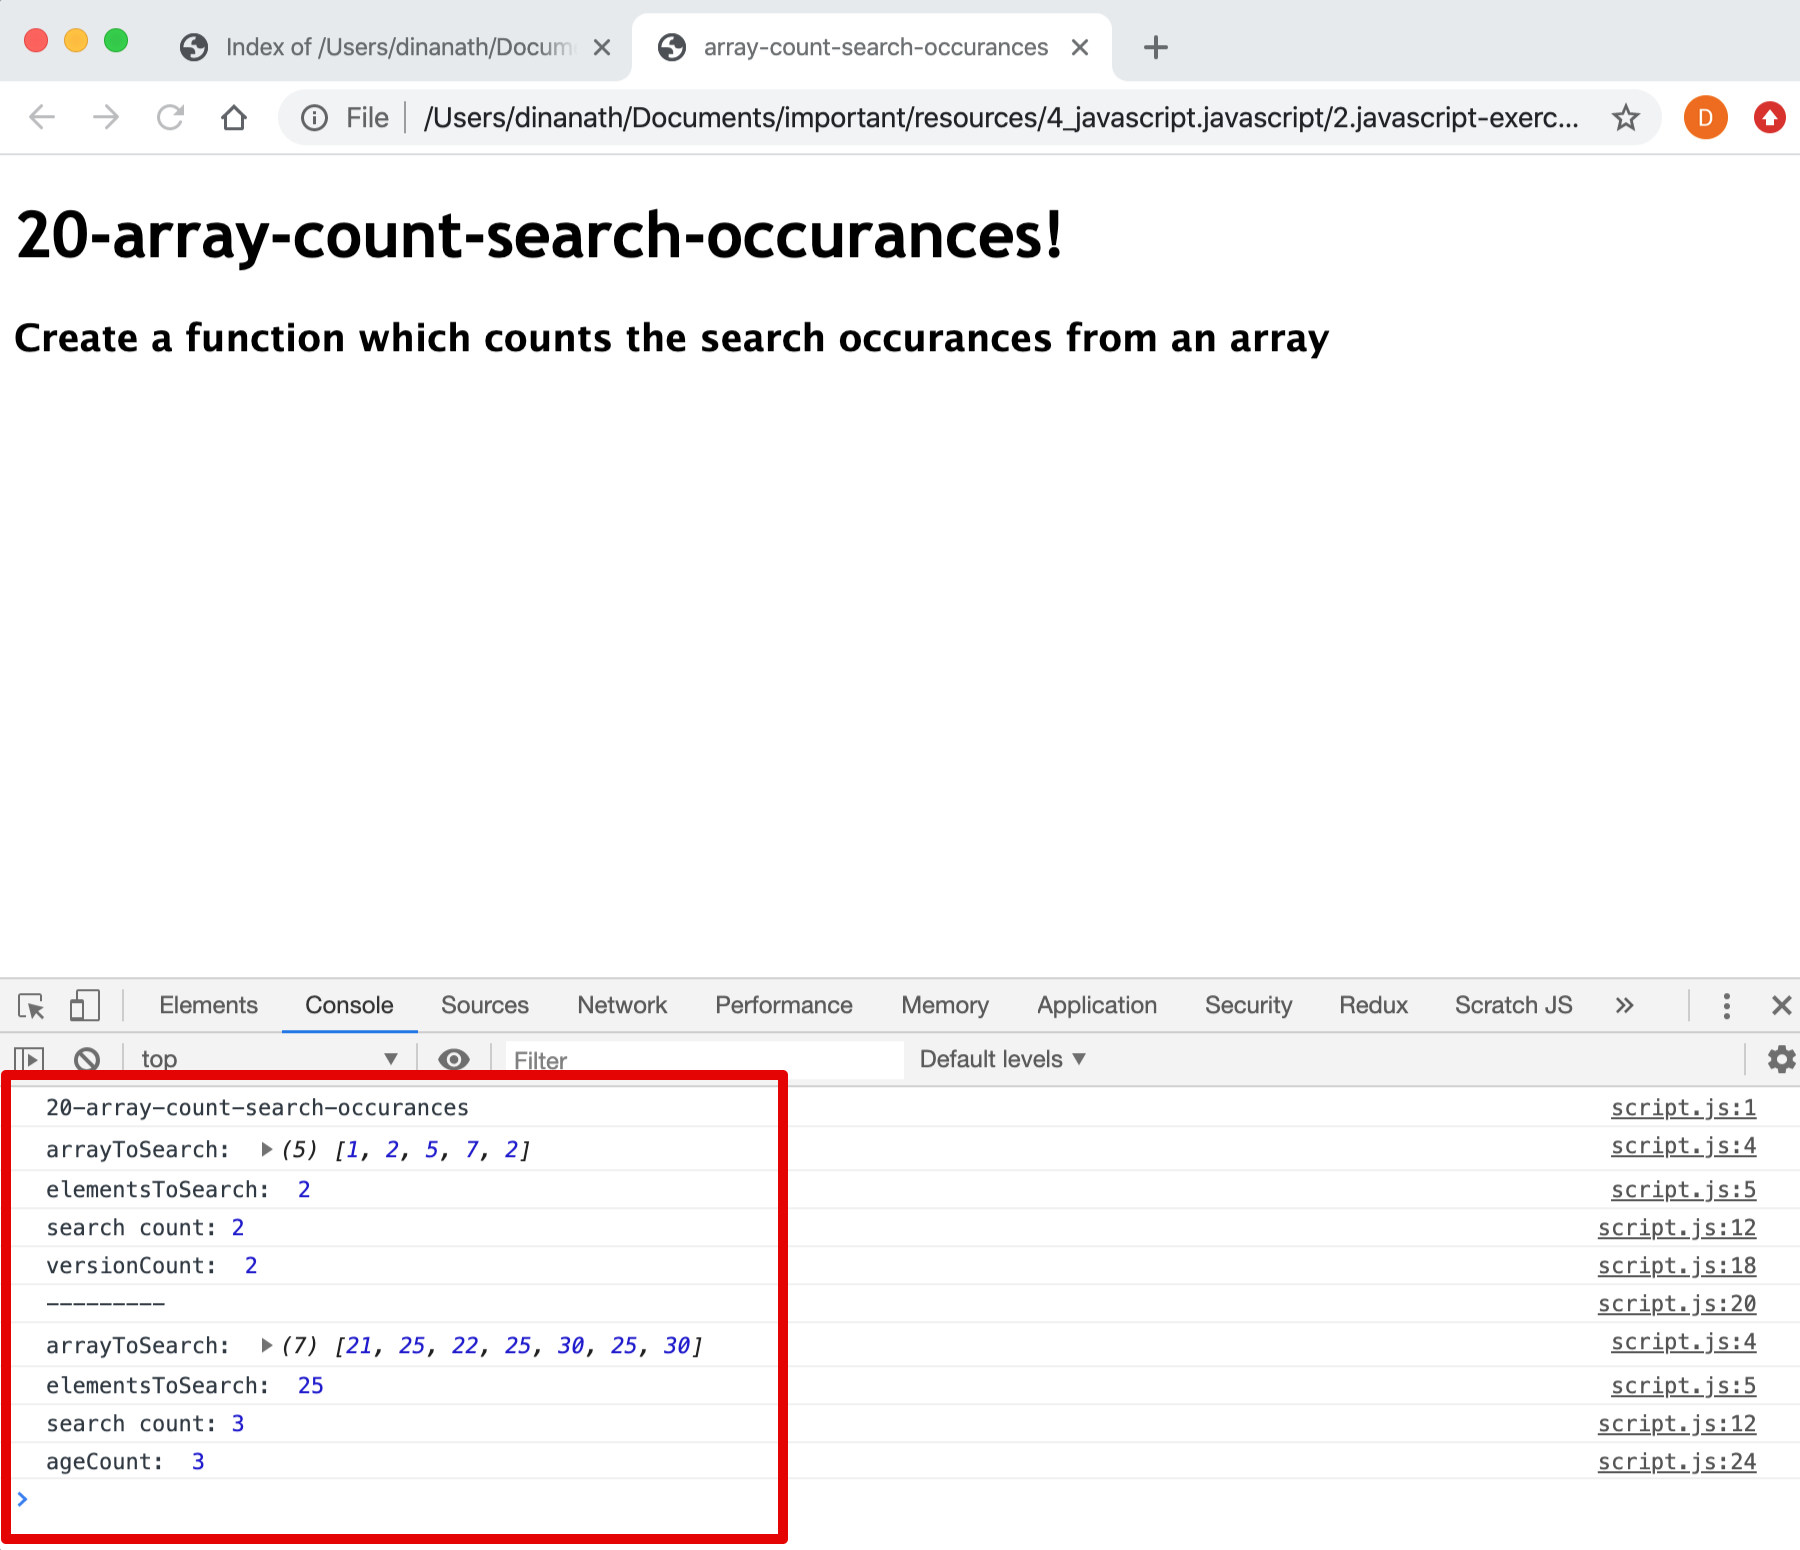 Index of /Users/dinanath/Docum
array-count-search-occurances
File
/Users/dinanath/Documents/important/resources/4_javascript.javascript/2.javascript-exerc...
D
20-array-count-search-occurances!
Create a function which counts the search occurances from an array
Elements Console Sources Network Performance Memory Application Security Redux Scratch JS »
top Filter Default levels
20-array-count-search-occurances script.js:1
arrayToSearch: (5) [1, 2, 5, 7, 2] script.js:4
elementsToSearch: 2 script.js:5
search count: 2 script.js:12
versionCount: 2 script.js:18
--------- script.js:20
arrayToSearch: (7) [21, 25, 22, 25, 30, 25, 30] script.js:4
elementsToSearch: 25 script.js:5
search count: 3 script.js:12
ageCount: 3 script.js:24